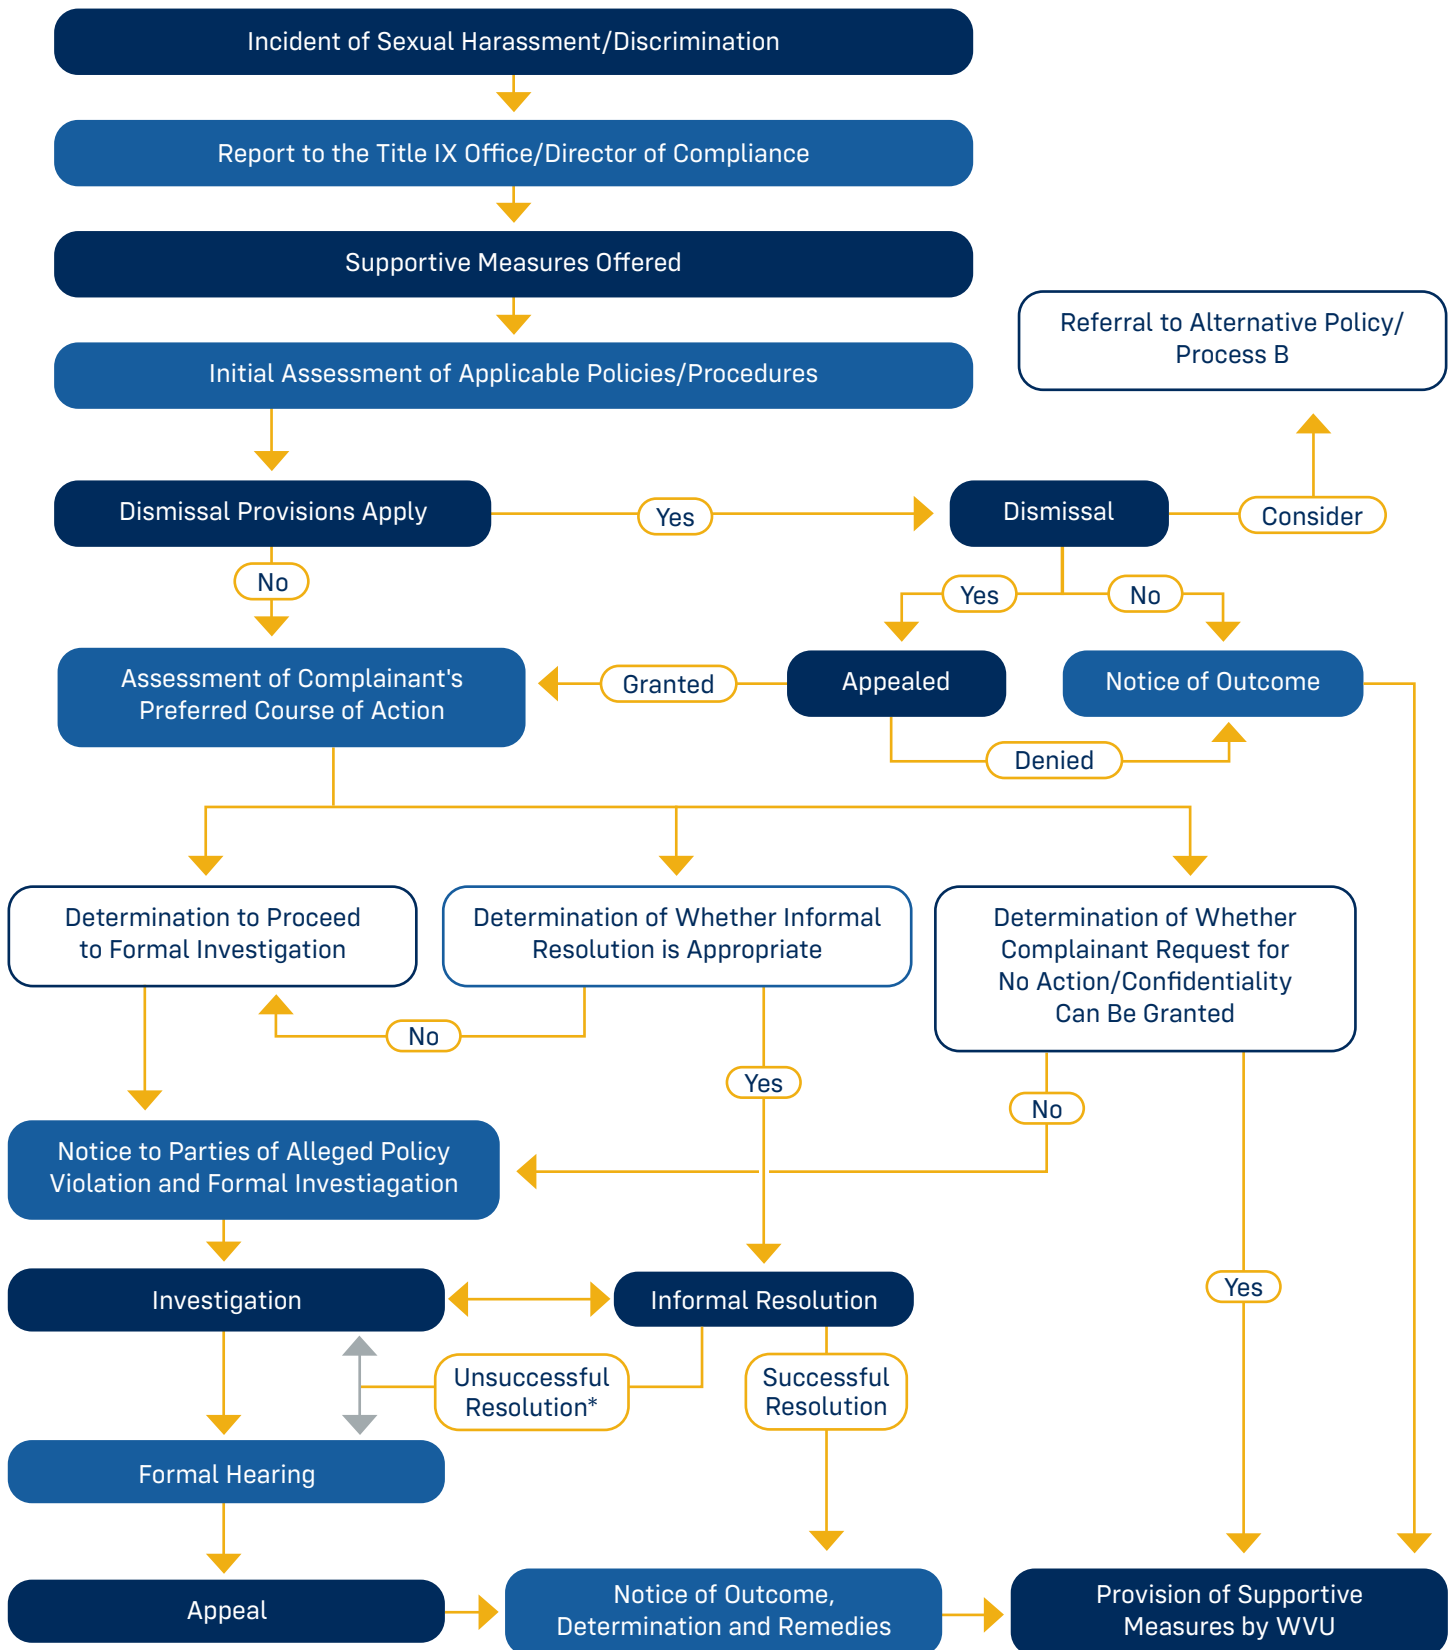 Incident of Sexual Harassment/Discrimination
Report to the Title IX Office/Director of Compliance
Supportive Measures Offered
Referral to Alternative Policy/
Process B
Initial Assessment of Applicable Policies/Procedures
Dismissal Provisions Apply
Yes
Dismissal
Consider
No
Yes
No
Assessment of Complainant's
Preferred Course of Action
Granted
Appealed
Notice of Outcome
Denied
Determination to Proceed
to Formal Investigation
Determination of Whether Informal
Resolution is Appropriate
Determination of Whether
Complainant Request for
No Action/Confidentiality
Can Be Granted
No
Yes
No
Notice to Parties of Alleged Policy
Violation and Formal Investiagation
Investigation
Informal Resolution
Yes
Unsuccessful
Resolution*
Successful
Resolution
Formal Hearing
Appeal
Notice of Outcome,
Determination and Remedies
Provision of Supportive
Measures by WVU